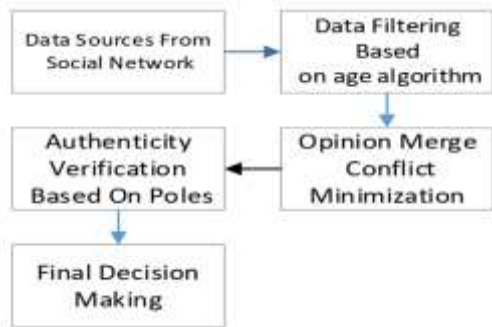 Data Sources From
Social Network
Data Filtering
Based
on age algorithm
Opinion Merge
Conflict
Minimization
Authenticity
Verification
Based On Poles
Final Decision
Making